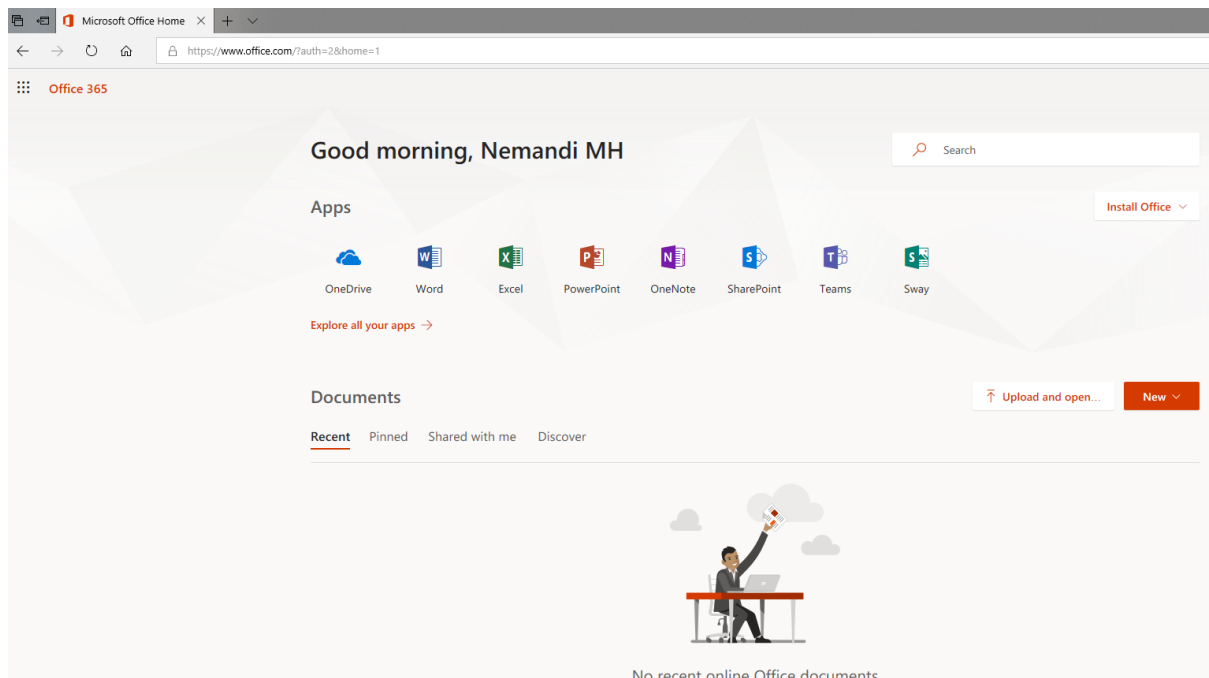 Microsoft Office Home
https://www.office.com/?auth=2&home=1
Office 365
Good morning, Nemandi MH
Search
Apps
Install Office
OneDrive Word Excel PowerPoint OneNote SharePoint Teams Sway
Explore all your apps →
Documents
Upload and open...
New
Recent Pinned Shared with me Discover
No recent online Office documents